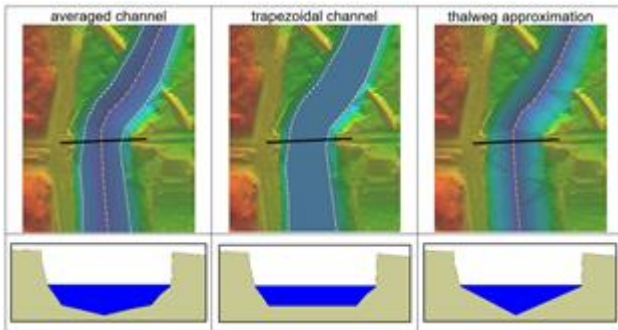 averaged channel
trapezoidal channel
thalweg approximation